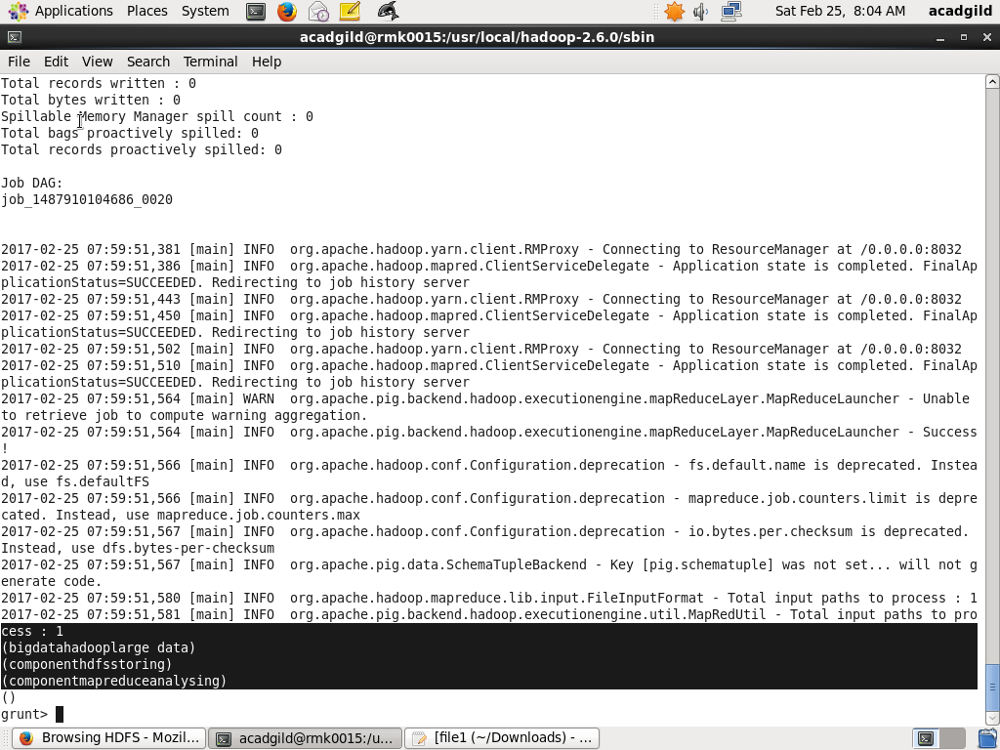 Applications Places System Sat Feb 25, 8:04 AM acadgild
acadgild@rmk0015:/usr/local/hadoop-2.6.0/sbin
File Edit View Search Terminal Help
Total records written : 0
Total bytes written : 0
Spillable Memory Manager spill count : 0
Total bags proactively spilled: 0
Total records proactively spilled: 0
Job DAG:
job_1487910104686_0020
2017-02-25 07:59:51,381 [main] INFO  org.apache.hadoop.yarn.client.RMProxy - Connecting to ResourceManager at /0.0.0.0:8032
2017-02-25 07:59:51,386 [main] INFO  org.apache.hadoop.mapred.ClientServiceDelegate - Application state is completed. FinalAp
plicationStatus=SUCCEEDED. Redirecting to job history server
2017-02-25 07:59:51,443 [main] INFO  org.apache.hadoop.yarn.client.RMProxy - Connecting to ResourceManager at /0.0.0.0:8032
2017-02-25 07:59:51,450 [main] INFO  org.apache.hadoop.mapred.ClientServiceDelegate - Application state is completed. FinalAp
plicationStatus=SUCCEEDED. Redirecting to job history server
2017-02-25 07:59:51,502 [main] INFO  org.apache.hadoop.yarn.client.RMProxy - Connecting to ResourceManager at /0.0.0.0:8032
2017-02-25 07:59:51,510 [main] INFO  org.apache.hadoop.mapred.ClientServiceDelegate - Application state is completed. FinalAp
plicationStatus=SUCCEEDED. Redirecting to job history server
2017-02-25 07:59:51,564 [main] WARN  org.apache.pig.backend.hadoop.executionengine.mapReduceLayer.MapReduceLauncher - Unable
to retrieve job to compute warning aggregation.
2017-02-25 07:59:51,564 [main] INFO  org.apache.pig.backend.hadoop.executionengine.mapReduceLayer.MapReduceLauncher - Success
!
2017-02-25 07:59:51,566 [main] INFO  org.apache.hadoop.conf.Configuration.deprecation - fs.default.name is deprecated. Instea
d, use fs.defaultFS
2017-02-25 07:59:51,566 [main] INFO  org.apache.hadoop.conf.Configuration.deprecation - mapreduce.job.counters.limit is depre
cated. Instead, use mapreduce.job.counters.max
2017-02-25 07:59:51,567 [main] INFO  org.apache.hadoop.conf.Configuration.deprecation - io.bytes.per.checksum is deprecated.
Instead, use dfs.bytes-per-checksum
2017-02-25 07:59:51,567 [main] INFO  org.apache.pig.data.SchemaTupleBackend - Key [pig.schematuple] was not set... will not g
enerate code.
2017-02-25 07:59:51,580 [main] INFO  org.apache.hadoop.mapreduce.lib.input.FileInputFormat - Total input paths to process : 1
2017-02-25 07:59:51,581 [main] INFO  org.apache.pig.backend.hadoop.executionengine.util.MapRedUtil - Total input paths to pro
cess : 1
(bigdatahadooplarge data)
(componenthdfsstoring)
(componentmapreduceanalysing)
()
grunt>
Browsing HDFS - Mozil... acadgild@rmk0015:/u... [file1 (~/Downloads) - ...